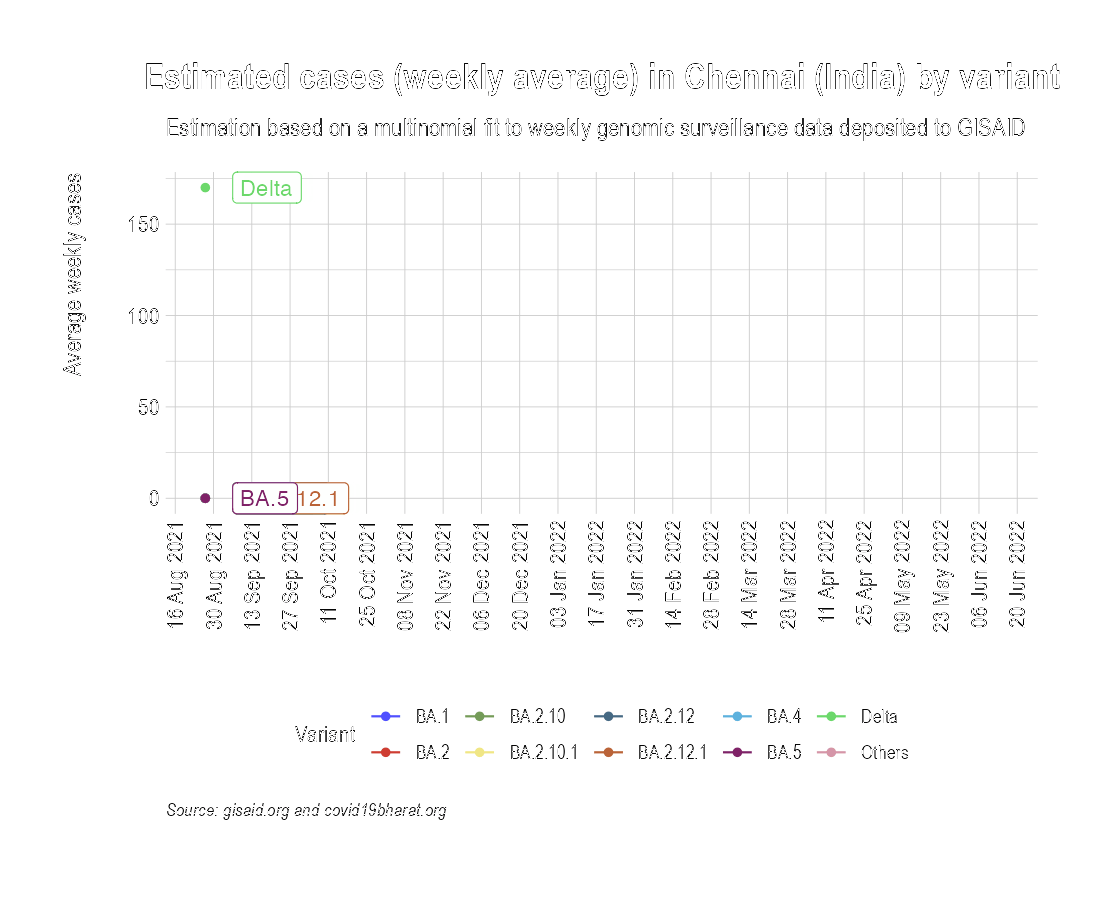 Estimated cases (weekly average) in Chennai (India) by variant
Estimation based on a multinomial fit to weekly genomic surveillance data deposited to GISAID
Average weekly cases
150
100
50
0
Delta
BA.5
12.1
16 Aug 2021
30 Aug 2021
13 Sep 2021
27 Sep 2021
11 Oct 2021
25 Oct 2021
08 Nov 2021
22 Nov 2021
06 Dec 2021
20 Dec 2021
03 Jan 2022
17 Jan 2022
31 Jan 2022
14 Feb 2022
28 Feb 2022
14 Mar 2022
28 Mar 2022
11 Apr 2022
25 Apr 2022
09 May 2022
23 May 2022
06 Jun 2022
20 Jun 2022
Variant
BA.1
BA.2.10
BA.2.12
BA.4
Delta
BA.2
BA.2.10.1
BA.2.12.1
BA.5
Others
Source: gisaid.org and covid19bharat.org